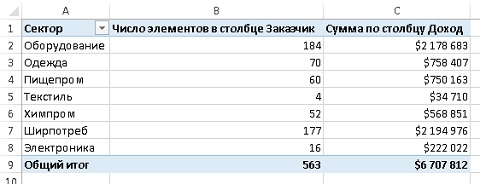 A B C
1 Сектор Число элементов в столбце Заказчик Сумма по столбцу Доход
2 Оборудование 184 $2 178 683
3 Одежда 70 $758 407
4 Пищепром 60 $750 163
5 Текстиль 4 $34 710
6 Химпром 52 $568 851
7 Ширпотреб 177 $2 194 976
8 Электроника 16 $222 022
9 Общий итог 563 $6 707 812
10